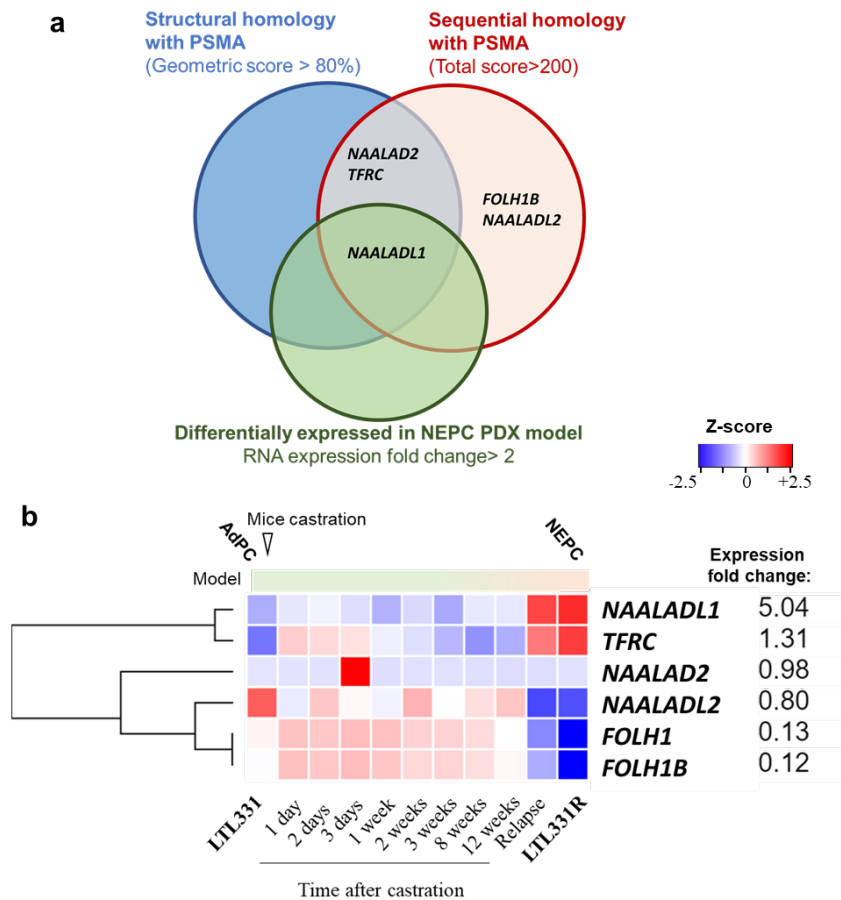 a
Structural homology
with PSMA
(Geometric score > 80%)
Sequential homology
with PSMA
(Total score>200)
NAALAD2
TFRC
FOLH1B
NAALADL2
NAALADL1
Differentially expressed in NEPC PDX model
RNA expression fold change> 2
Z-score
-2.5 0 +2.5
b
AdPC
Mice castration
NEPC
Model
Expression
fold change:
NAALADL1 5.04
TFRC 1.31
NAALAD2 0.98
NAALADL2 0.80
FOLH1 0.13
FOLH1B 0.12
LTL331
1 day
2 days
3 days
1 week
2 weeks
3 weeks
8 weeks
12 weeks
Relapse
LTL331R
Time after castration